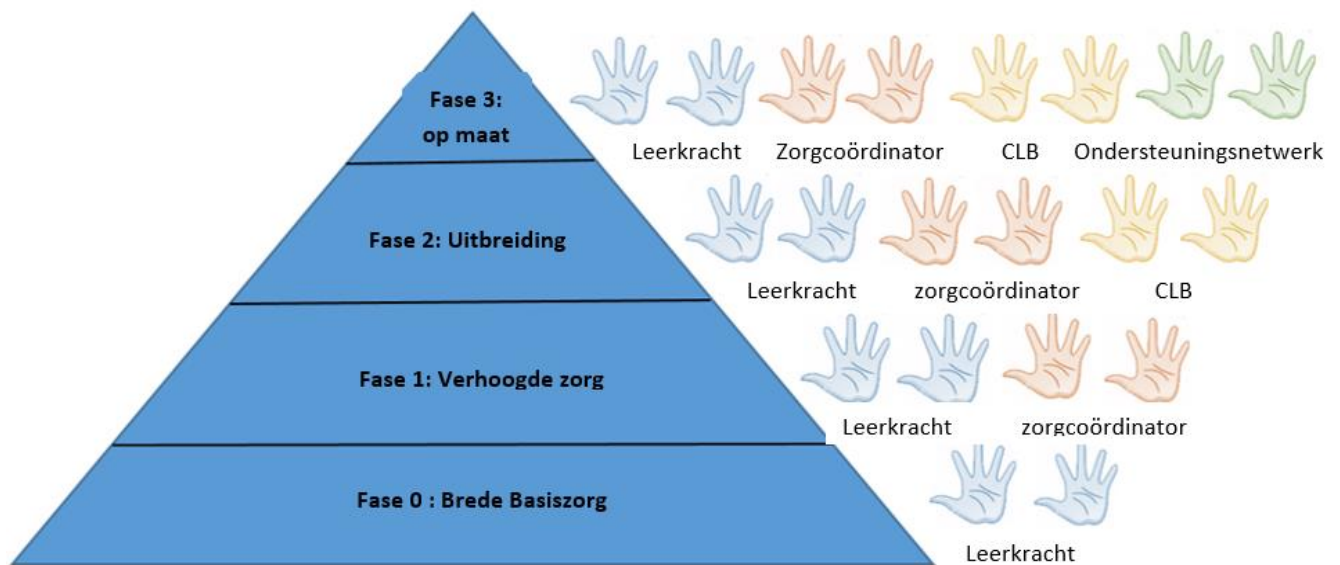 Fase 3:
op maat
Leerkracht Zorgcoördinator CLB Ondersteuningsnetwerk
Fase 2: Uitbreiding
Leerkracht zorgcoördinator CLB
Fase 1: Verhoogde zorg
Leerkracht zorgcoördinator
Fase 0 : Brede Basiszorg
Leerkracht